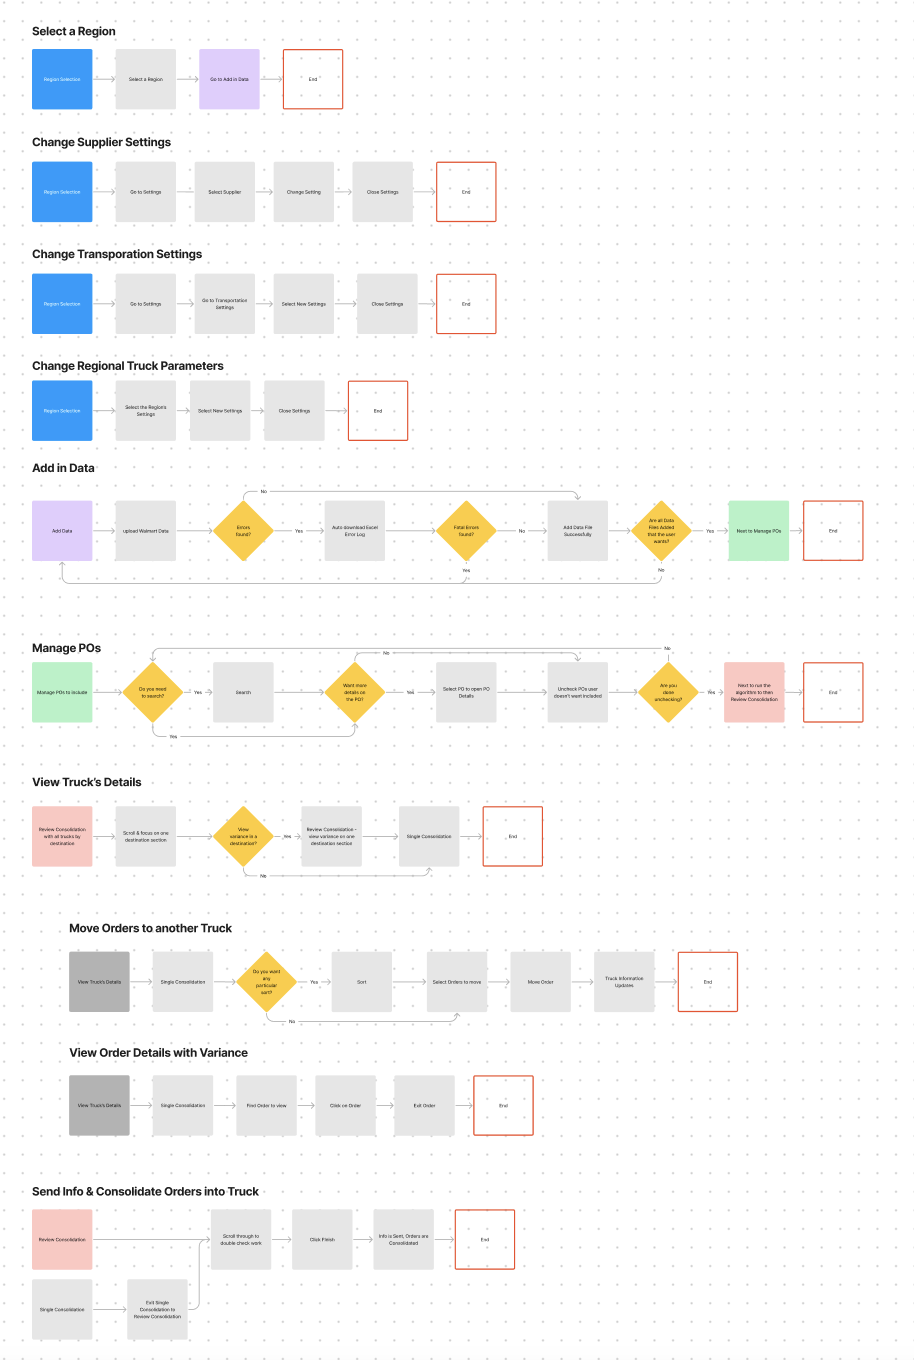 Select a Region
Region Selection
Select a Region
Go to Add in Data
End
Change Supplier Settings
Region Selection
Go to Settings
Select Supplier
Change Setting
Close Settings
End
Change Transporation Settings
Region Selection
Go to Settings
Go to Transportation
Settings
Select New Settings
Close Settings
End
Change Regional Truck Parameters
Region Selection
Select the Region's
Settings
Select New Settings
Close Settings
End
Add in Data
No
Add Data
upload Walmart Data
Errors
found?
Yes
Auto download Excel
Error Log
Fatal Errors
found?
No
Add Data File
Successfully
Are all Data
Files Added
that the user
wants?
Yes
Next to Manage POs
End
Yes
No
Manage POs
No
No
Manage POs to Include
Do you need
to search?
Yes
Search
Want more
details on
the PO?
Yes
Select PO to open PO
Details
Uncheck POs user
doesn't want included
Are you
done
unchecking?
Yes
Next to run the
algorithm to then
Review Consolidation
End
Yes
View Truck's Details
Review Consolidation
with all trucks by
destination
Scroll & focus on one
destination section
View
variance in a
destination?
Yes
Review Consolidation -
view variance on one
destination section
Single Consolidation
End
No
Move Orders to another Truck
View Truck's Details
Single Consolidation
Do you want
any
particular
sort?
Yes
Sort
Select Orders to move
Move Order
Truck Information
Updates
End
No
View Order Details with Variance
View Truck's Details
Single Consolidation
Find Order to view
Click on Order
Exit Order
End
Send Info & Consolidate Orders into Truck
Review Consolidation
Scroll through to
double check work
Click Finish
Info is Sent, Orders are
Consolidated
End
Single Consolidation
Exit Single
Consolidation to
Review Consolidation